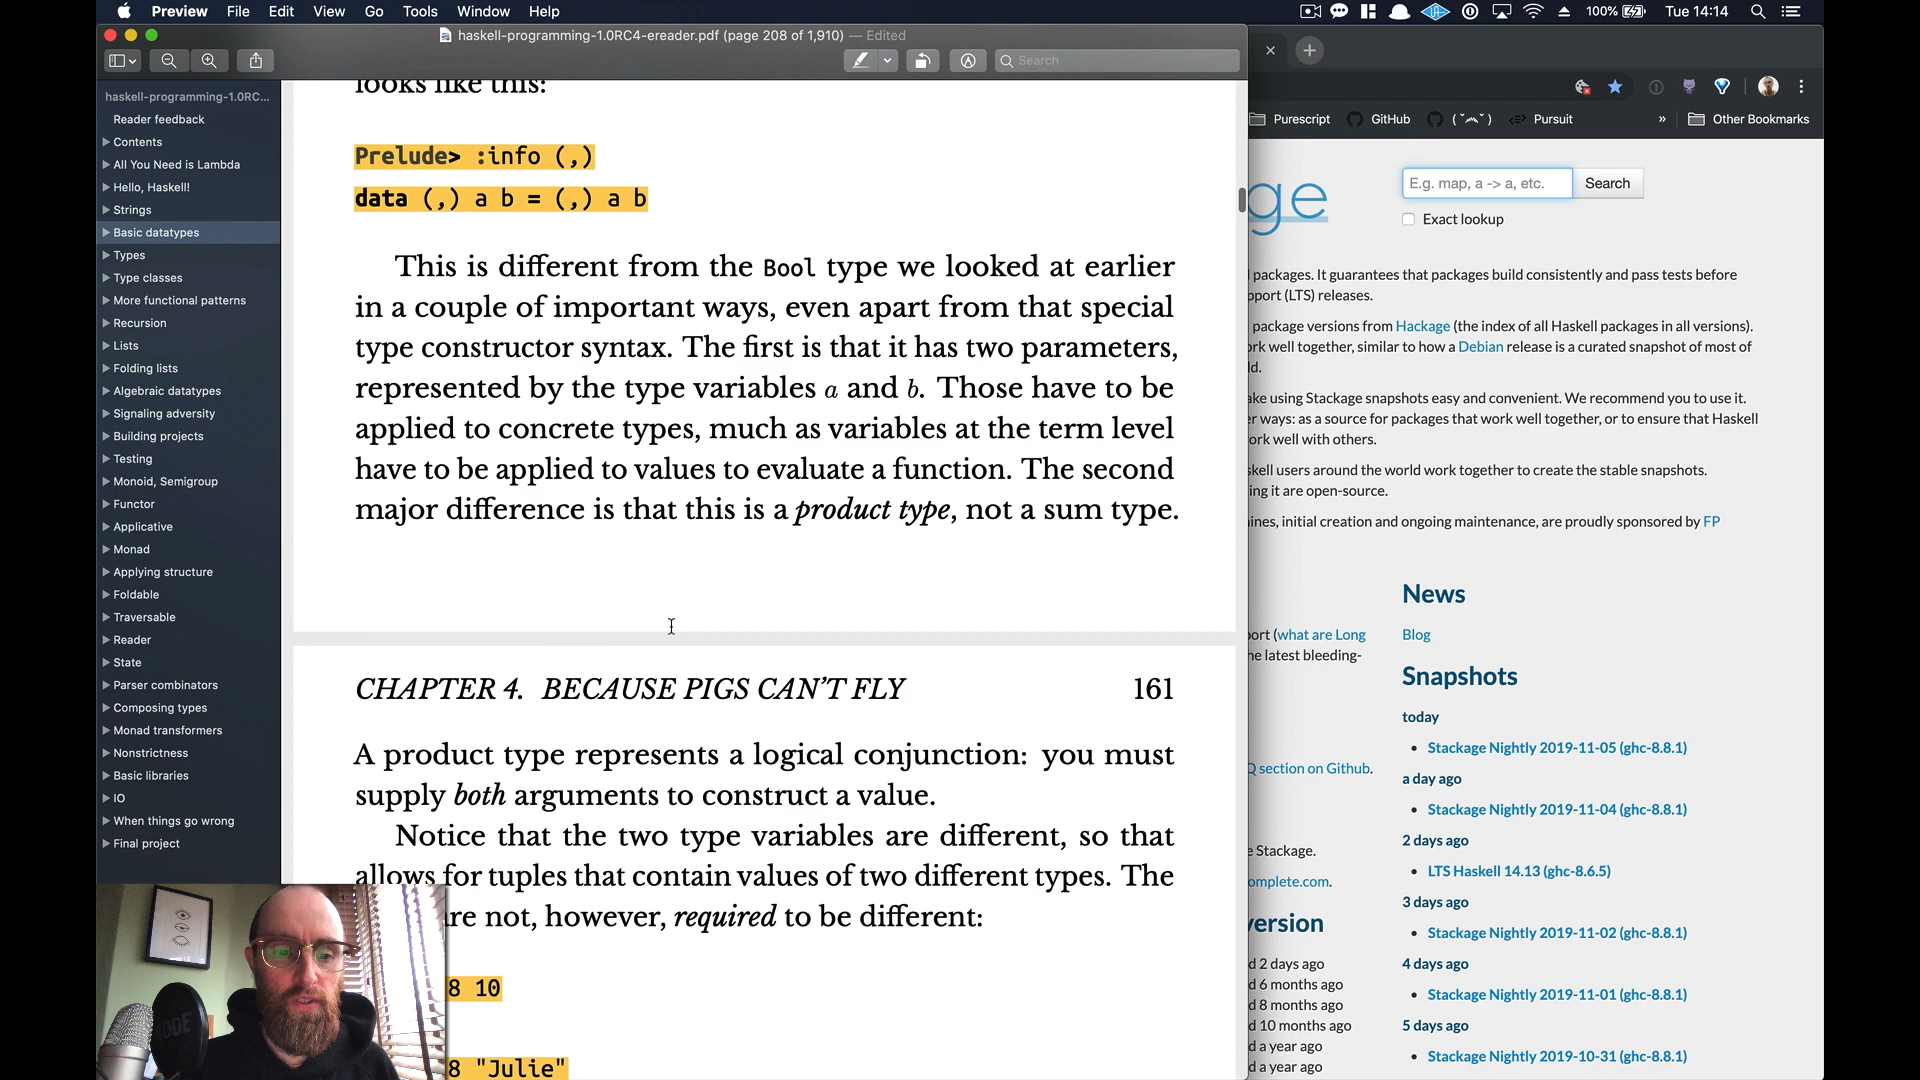 Preview File Edit View Go Tools Window Help
100% Tue 14:14
haskell-programming-1.0RC4-ereader.pdf (page 208 of 1,910) — Edited
Search
haskell-programming-1.0RC...
Reader feedback
Contents
All You Need is Lambda
Hello, Haskell!
Strings
Basic datatypes
Types
Type classes
More functional patterns
Recursion
Lists
Folding lists
Algebraic datatypes
Signaling adversity
Building projects
Testing
Monoid, Semigroup
Functor
Applicative
Monad
Applying structure
Foldable
Traversable
Reader
State
Parser combinators
Composing types
Monad transformers
Nonstrictness
Basic libraries
IO
When things go wrong
Final project
looks like this:
Prelude> :info (,)
data (,) a b = (,) a b
This is different from the Bool type we looked at earlier
in a couple of important ways, even apart from that special
type constructor syntax. The first is that it has two parameters,
represented by the type variables a and b. Those have to be
applied to concrete types, much as variables at the term level
have to be applied to values to evaluate a function. The second
major difference is that this is a product type, not a sum type.
CHAPTER 4. BECAUSE PIGS CAN'T FLY 161
A product type represents a logical conjunction: you must
supply both arguments to construct a value.
Notice that the two type variables are different, so that
allows for tuples that contain values of two different types. The
are not, however, required to be different:
8 10
8 "Julie"
Purescript GitHub Pursuit » Other Bookmarks
ge
E.g. map, a -> a, etc. Search
Exact lookup
packages. It guarantees that packages build consistently and pass tests before
pport (LTS) releases.
package versions from Hackage (the index of all Haskell packages in all versions).
rk well together, similar to how a Debian release is a curated snapshot of most of
d.
ake using Stackage snapshots easy and convenient. We recommend you to use it.
er ways: as a source for packages that work well together, or to ensure that Haskell
ork well with others.
skell users around the world work together to create the stable snapshots.
ing it are open-source.
ines, initial creation and ongoing maintenance, are proudly sponsored by FP
port (what are Long
he latest bleeding-
Q section on Github.
e Stackage.
omplete.com.
version
d 2 days ago
d 6 months ago
d 8 months ago
d 10 months ago
d a year ago
d a year ago
News
Blog
Snapshots
today
• Stackage Nightly 2019-11-05 (ghc-8.8.1)
a day ago
• Stackage Nightly 2019-11-04 (ghc-8.8.1)
2 days ago
• LTS Haskell 14.13 (ghc-8.6.5)
3 days ago
• Stackage Nightly 2019-11-02 (ghc-8.8.1)
4 days ago
• Stackage Nightly 2019-11-01 (ghc-8.8.1)
5 days ago
• Stackage Nightly 2019-10-31 (ghc-8.8.1)